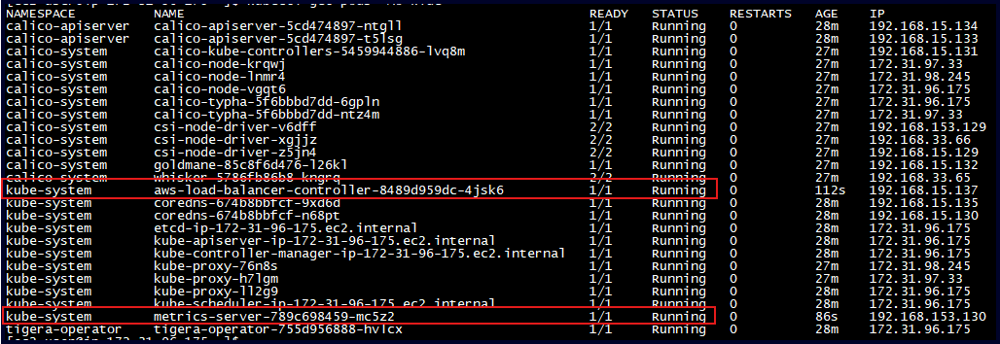 NAMESPACE NAME READY STATUS RESTARTS AGE IP
calico-apiserver calico-apiserver-5cd474897-ntgll 1/1 Running 0 28m 192.168.15.134
calico-apiserver calico-apiserver-5cd474897-t5lsq 1/1 Running 0 28m 192.168.15.133
calico-system calico-kube-controllers-5459944886-lvq8m 1/1 Running 0 27m 192.168.15.131
calico-system calico-node-krqwj 1/1 Running 0 27m 172.31.97.33
calico-system calico-node-lnmr4 1/1 Running 0 27m 172.31.98.245
calico-system calico-node-vgqt6 1/1 Running 0 27m 172.31.96.175
calico-system calico-typha-5f6bbbd7dd-6gpln 1/1 Running 0 27m 172.31.96.175
calico-system calico-typha-5f6bbbd7dd-ntz4m 1/1 Running 0 27m 172.31.97.33
calico-system csi-node-driver-v6dff 2/2 Running 0 27m 192.168.153.129
calico-system csi-node-driver-xgjjz 2/2 Running 0 27m 192.168.33.66
calico-system csi-node-driver-z5jn4 2/2 Running 0 27m 192.168.15.129
calico-system goldmane-85c8f6d476-l26kl 1/1 Running 0 27m 192.168.15.132
calico-system whisker-5786fb86b8-kngrq 2/2 Running 0 27m 192.168.33.65
kube-system aws-load-balancer-controller-8489d959dc-4jsk6 1/1 Running 0 112s 192.168.15.137
kube-system coredns-674b8bbfcf-9xd6d 1/1 Running 0 28m 192.168.15.135
kube-system coredns-674b8bbfcf-n68pt 1/1 Running 0 28m 192.168.15.130
kube-system etcd-ip-172-31-96-175.ec2.internal 1/1 Running 0 28m 172.31.96.175
kube-system kube-apiserver-ip-172-31-96-175.ec2.internal 1/1 Running 0 28m 172.31.96.175
kube-system kube-controller-manager-ip-172-31-96-175.ec2.internal 1/1 Running 0 28m 172.31.96.175
kube-system kube-proxy-76n8s 1/1 Running 0 27m 172.31.98.245
kube-system kube-proxy-h7lgm 1/1 Running 0 27m 172.31.97.33
kube-system kube-proxy-ll2g9 1/1 Running 0 28m 172.31.96.175
kube-system kube-scheduler-ip-172-31-96-175.ec2.internal 1/1 Running 0 28m 172.31.96.175
kube-system metrics-server-789c698459-mc5z2 1/1 Running 0 86s 192.168.153.130
tigera-operator tigera-operator-755d956888-hvlcx 1/1 Running 0 28m 172.31.96.175